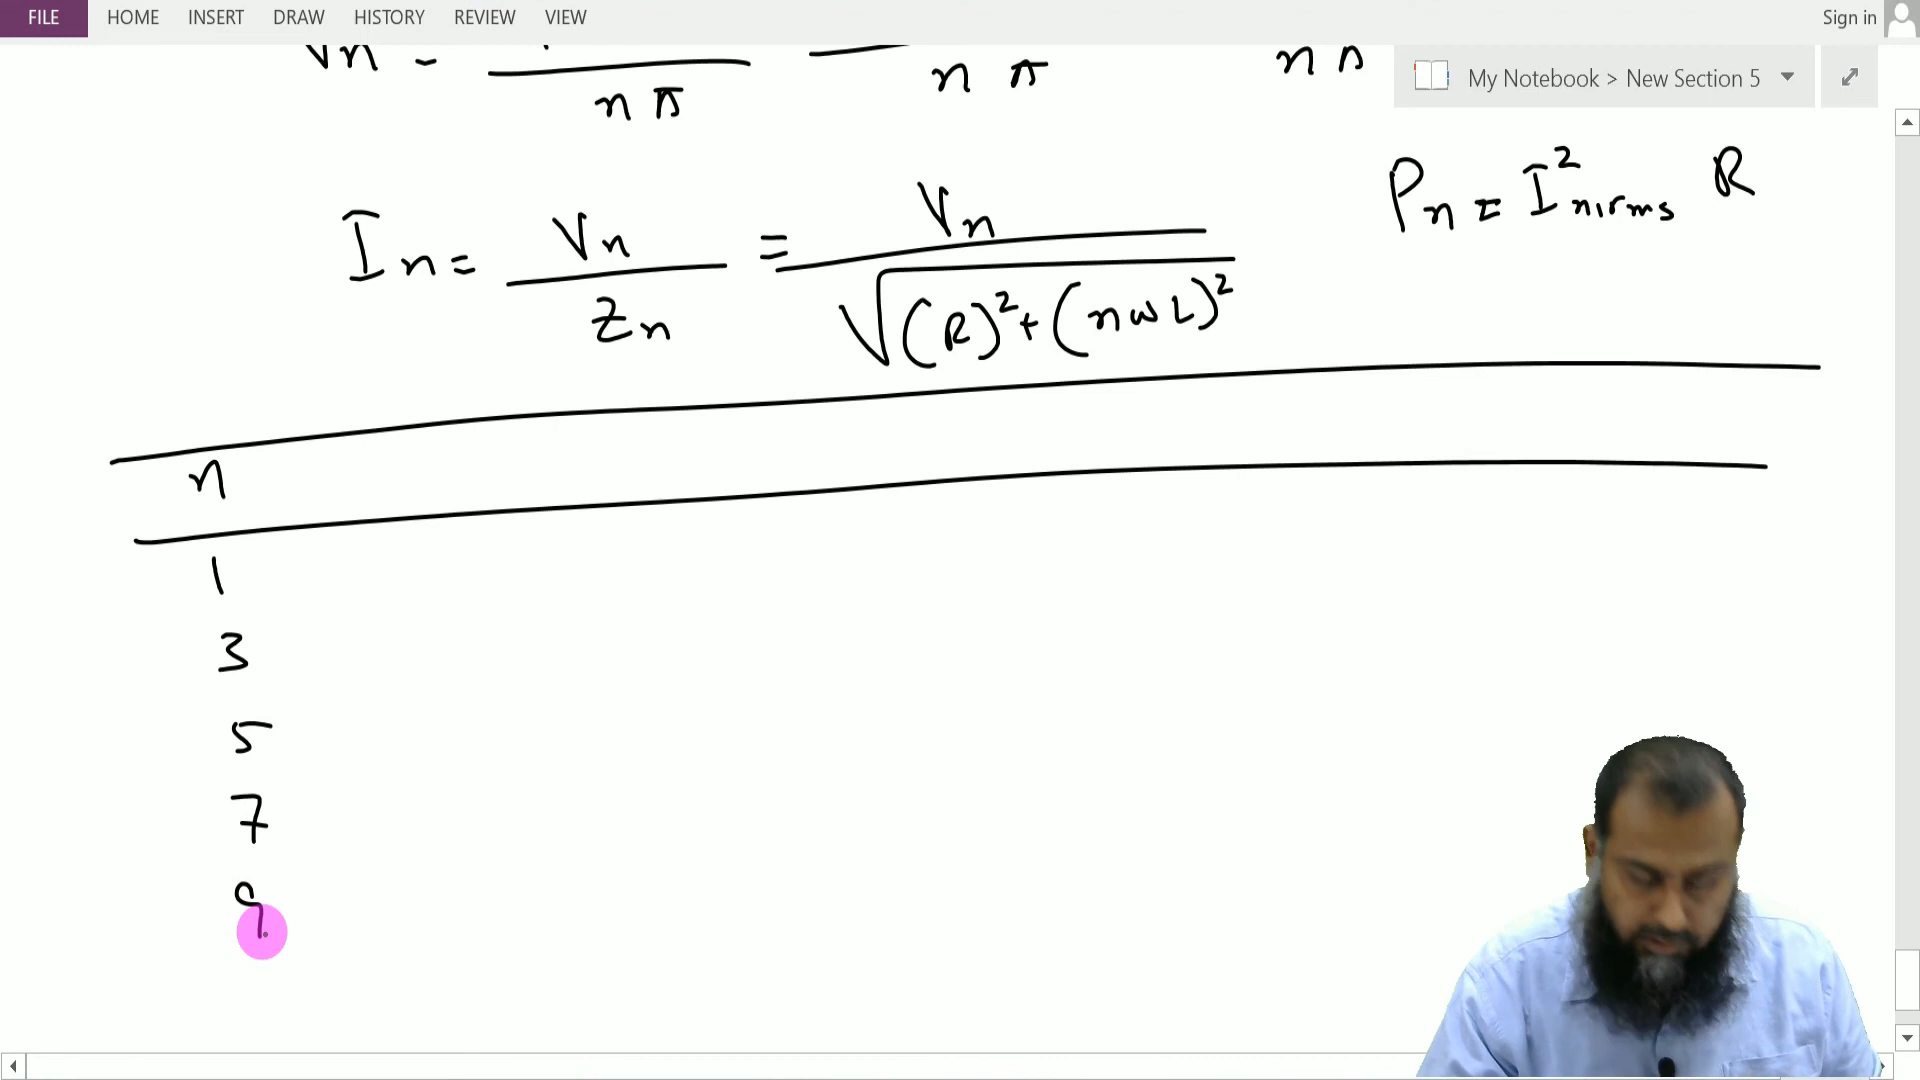 FILE HOME INSERT DRAW HISTORY REVIEW VIEW Sign in
My Notebook > New Section 5
Vn = 
nπ nπ nπ
In = Vn / Zn = Vn / √((R)²+(nωL)²)
Pn = I²n,rms R
n
1
3
5
7
9